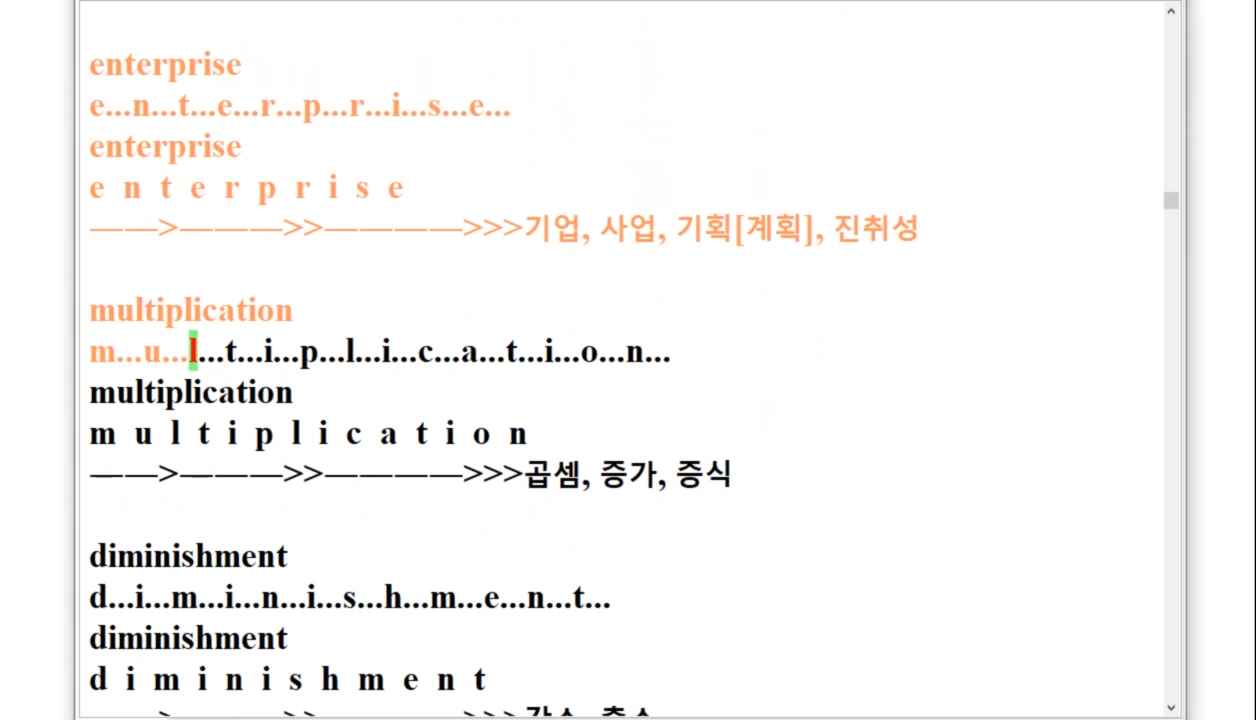 enterprise
e...n...t...e...r...p...r...i...s...e...
enterprise
e n t e r p r i s e
——>———>>————>>>기업, 사업, 기획[계획], 진취성
multiplication
m...u...l...t...i...p...l...i...c...a...t...i...o...n...
multiplication
m u l t i p l i c a t i o n
——>———>>————>>>곱셈, 증가, 증식
diminishment
d...i...m...i...n...i...s...h...m...e...n...t...
diminishment
d i m i n i s h m e n t